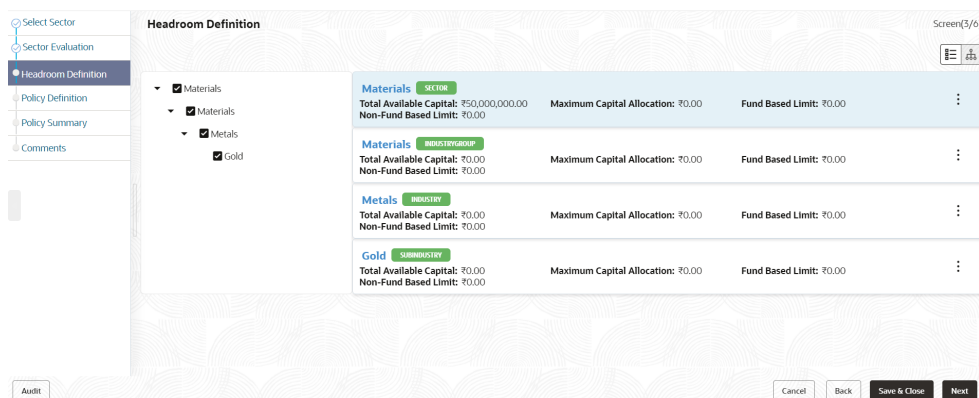 Select Sector
Sector Evaluation
Headroom Definition
Policy Definition
Policy Summary
Comments
Headroom Definition
Screen(3/6
Materials
Materials
Metals
Gold
Materials SECTOR
Total Available Capital: ₹50,000,000.00 Maximum Capital Allocation: ₹0.00 Fund Based Limit: ₹0.00
Non-Fund Based Limit: ₹0.00
Materials INDUSTRYGROUP
Total Available Capital: ₹0.00 Maximum Capital Allocation: ₹0.00 Fund Based Limit: ₹0.00
Non-Fund Based Limit: ₹0.00
Metals INDUSTRY
Total Available Capital: ₹0.00 Maximum Capital Allocation: ₹0.00 Fund Based Limit: ₹0.00
Non-Fund Based Limit: ₹0.00
Gold SUBINDUSTRY
Total Available Capital: ₹0.00 Maximum Capital Allocation: ₹0.00 Fund Based Limit: ₹0.00
Non-Fund Based Limit: ₹0.00
Audit Cancel Back Save & Close Next